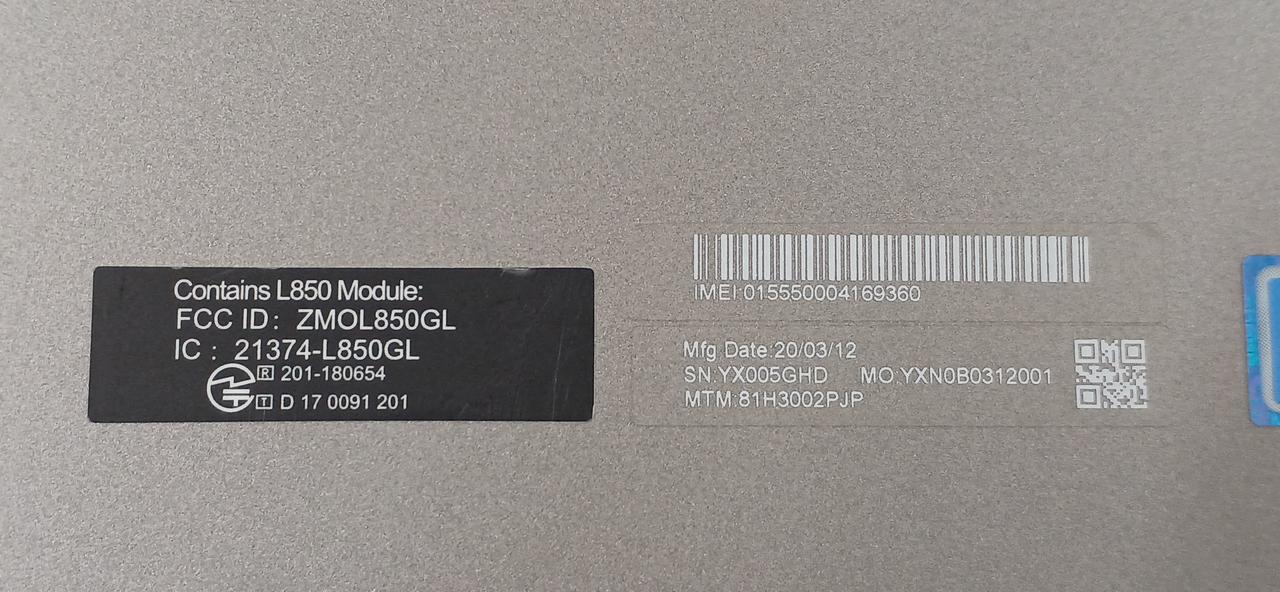 Contains L850 Module:
FCC ID: ZMOL850GL
IC : 21374-L850GL
R 201-180654
T D 17 0091 201
IMEI:015550004169360
Mfg Date:20/03/12
SN:YX005GHD MO:YXN0B0312001
MTM:81H3002PJP